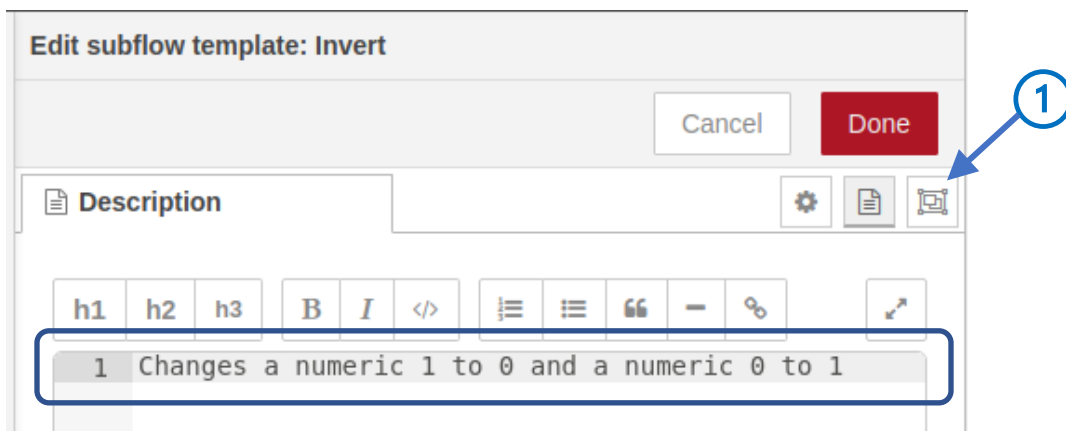 Edit subflow template: Invert
1
Cancel Done
Description
h1 h2 h3 B I </>
1 Changes a numeric 1 to 0 and a numeric 0 to 1